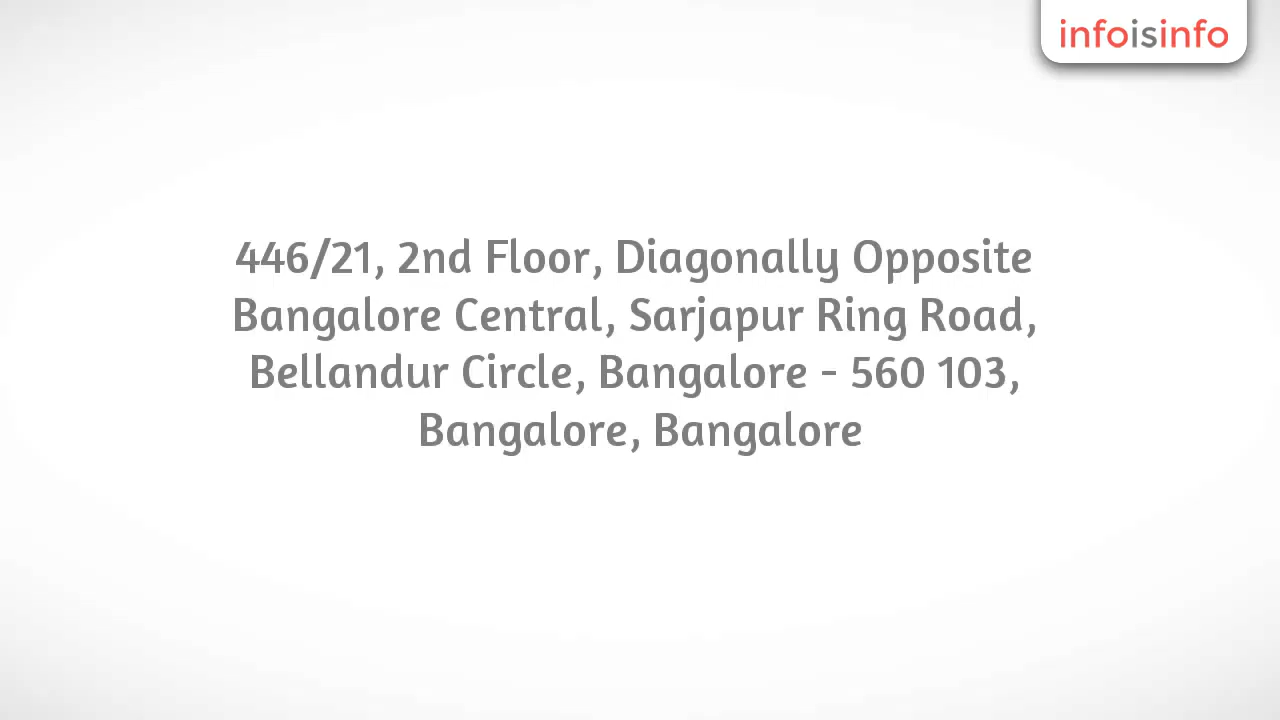 infoisinfo
446/21, 2nd Floor, Diagonally Opposite
Bangalore Central, Sarjapur Ring Road,
Bellandur Circle, Bangalore - 560 103,
Bangalore, Bangalore